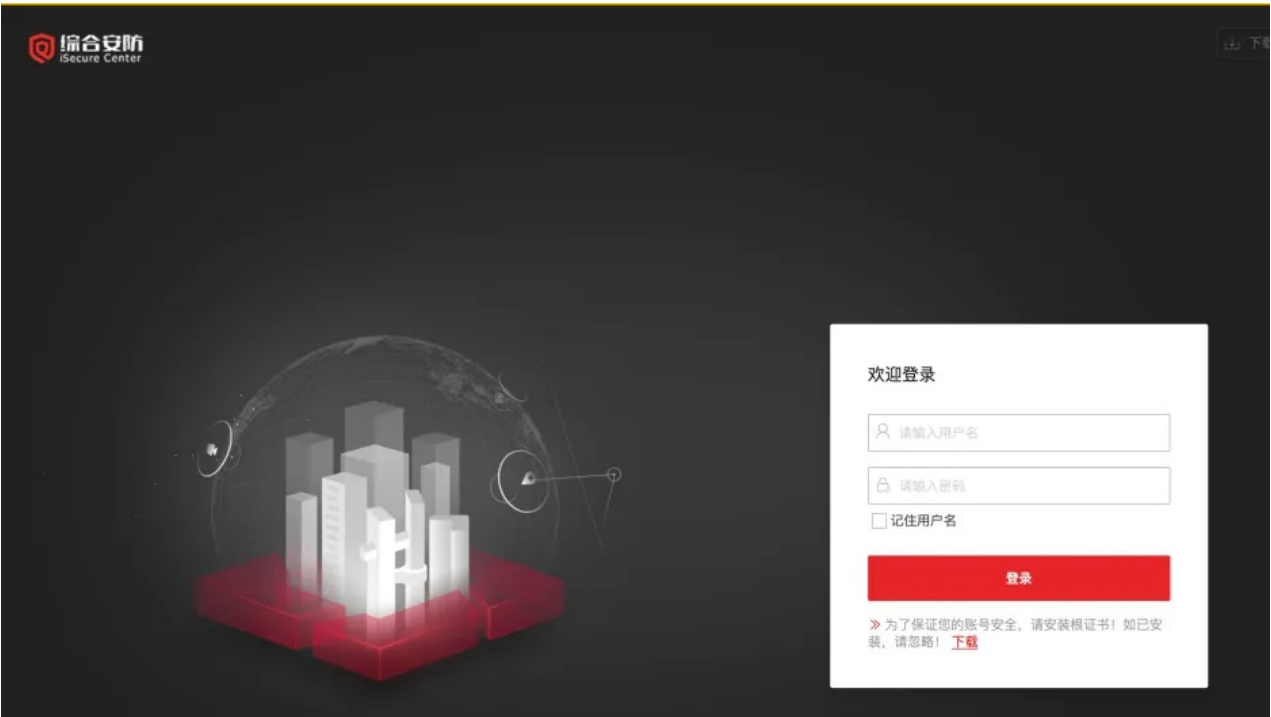 综合安防
iSecure Center
下载
欢迎登录
请输入用户名
请输入密码
记住用户名
登录
» 为了保证您的账号安全，请安装根证书！如已安
装，请忽略！ 下载